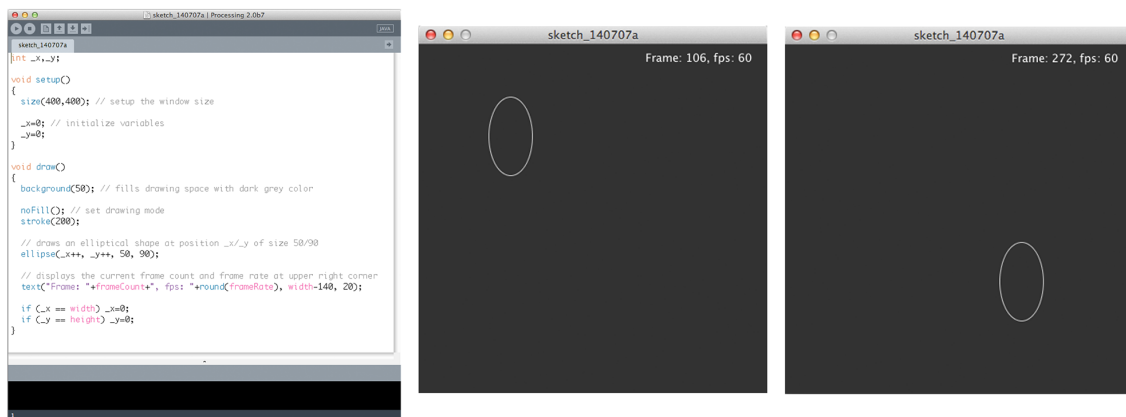 sketch_140707a | Processing 2.0b7
java
sketch_140707a
int _x,_y;
void setup()
{
size(400,400); // setup the window size
_x=0; // initialize variables
_y=0;
}
void draw()
{
background(50); // fills drawing space with dark grey color
noFill(); // set drawing mode
stroke(200);
// draws an elliptical shape at position _x/_y of size 50/90
ellipse(_x++, _y++, 50, 90);
// displays the current frame count and frame rate at upper right corner
text("Frame: "+frameCount+", fps: "+round(frameRate), width-140, 20);
if (_x == width) _x=0;
if (_y == height) _y=0;
}
1
sketch_140707a
Frame: 106, fps: 60
sketch_140707a
Frame: 272, fps: 60